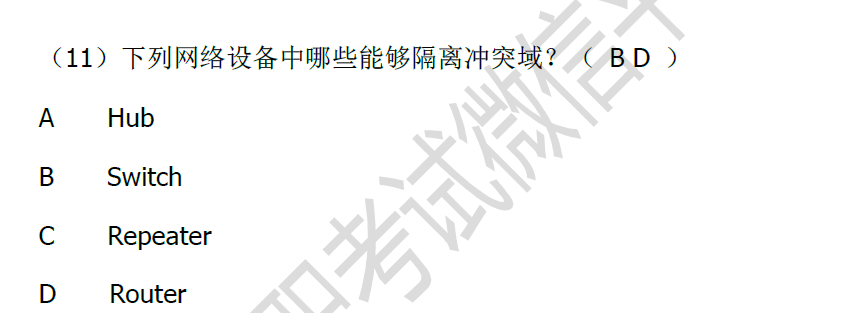 （11）下列网络设备中哪些能够隔离冲突域？（ B D ）
A Hub
B Switch
C Repeater
D Router
职考试微信平